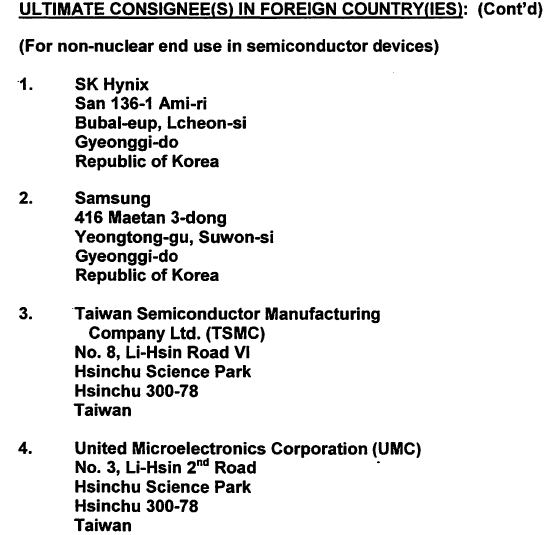 ULTIMATE CONSIGNEE(S) IN FOREIGN COUNTRY(IES): (Cont'd)
(For non-nuclear end use in semiconductor devices)
1. SK Hynix
San 136-1 Ami-ri
Bubal-eup, Lcheon-si
Gyeonggi-do
Republic of Korea
2. Samsung
416 Maetan 3-dong
Yeongtong-gu, Suwon-si
Gyeonggi-do
Republic of Korea
3. Taiwan Semiconductor Manufacturing
Company Ltd. (TSMC)
No. 8, Li-Hsin Road VI
Hsinchu Science Park
Hsinchu 300-78
Taiwan
4. United Microelectronics Corporation (UMC)
No. 3, Li-Hsin 2nd Road
Hsinchu Science Park
Hsinchu 300-78
Taiwan